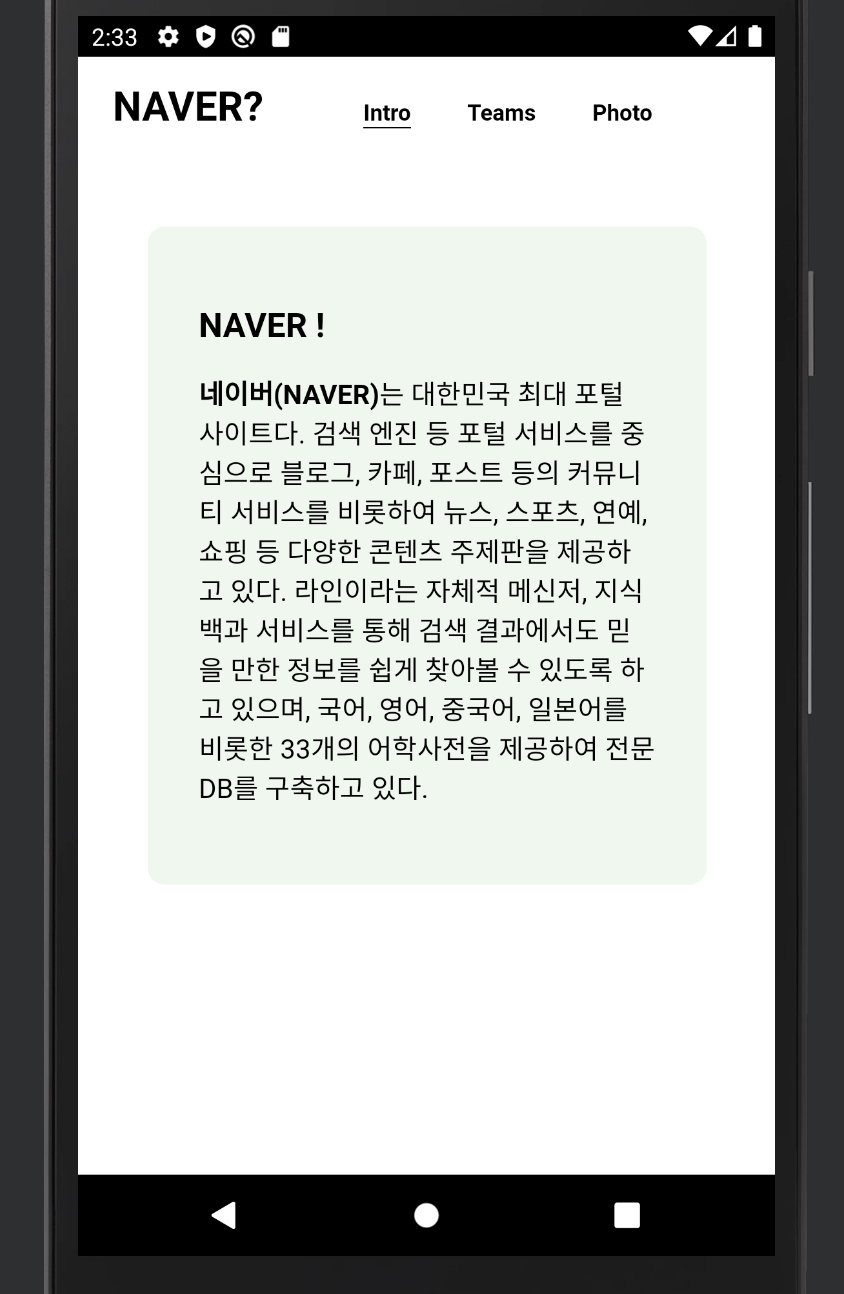 2:33
NAVER? Intro Teams Photo
NAVER !
네이버(NAVER)는 대한민국 최대 포털
사이트다. 검색 엔진 등 포털 서비스를 중
심으로 블로그, 카페, 포스트 등의 커뮤니
티 서비스를 비롯하여 뉴스, 스포츠, 연예,
쇼핑 등 다양한 콘텐츠 주제판을 제공하
고 있다. 라인이라는 자체적 메신저, 지식
백과 서비스를 통해 검색 결과에서도 믿
을 만한 정보를 쉽게 찾아볼 수 있도록 하
고 있으며, 국어, 영어, 중국어, 일본어를
비롯한 33개의 어학사전을 제공하여 전문
DB를 구축하고 있다.